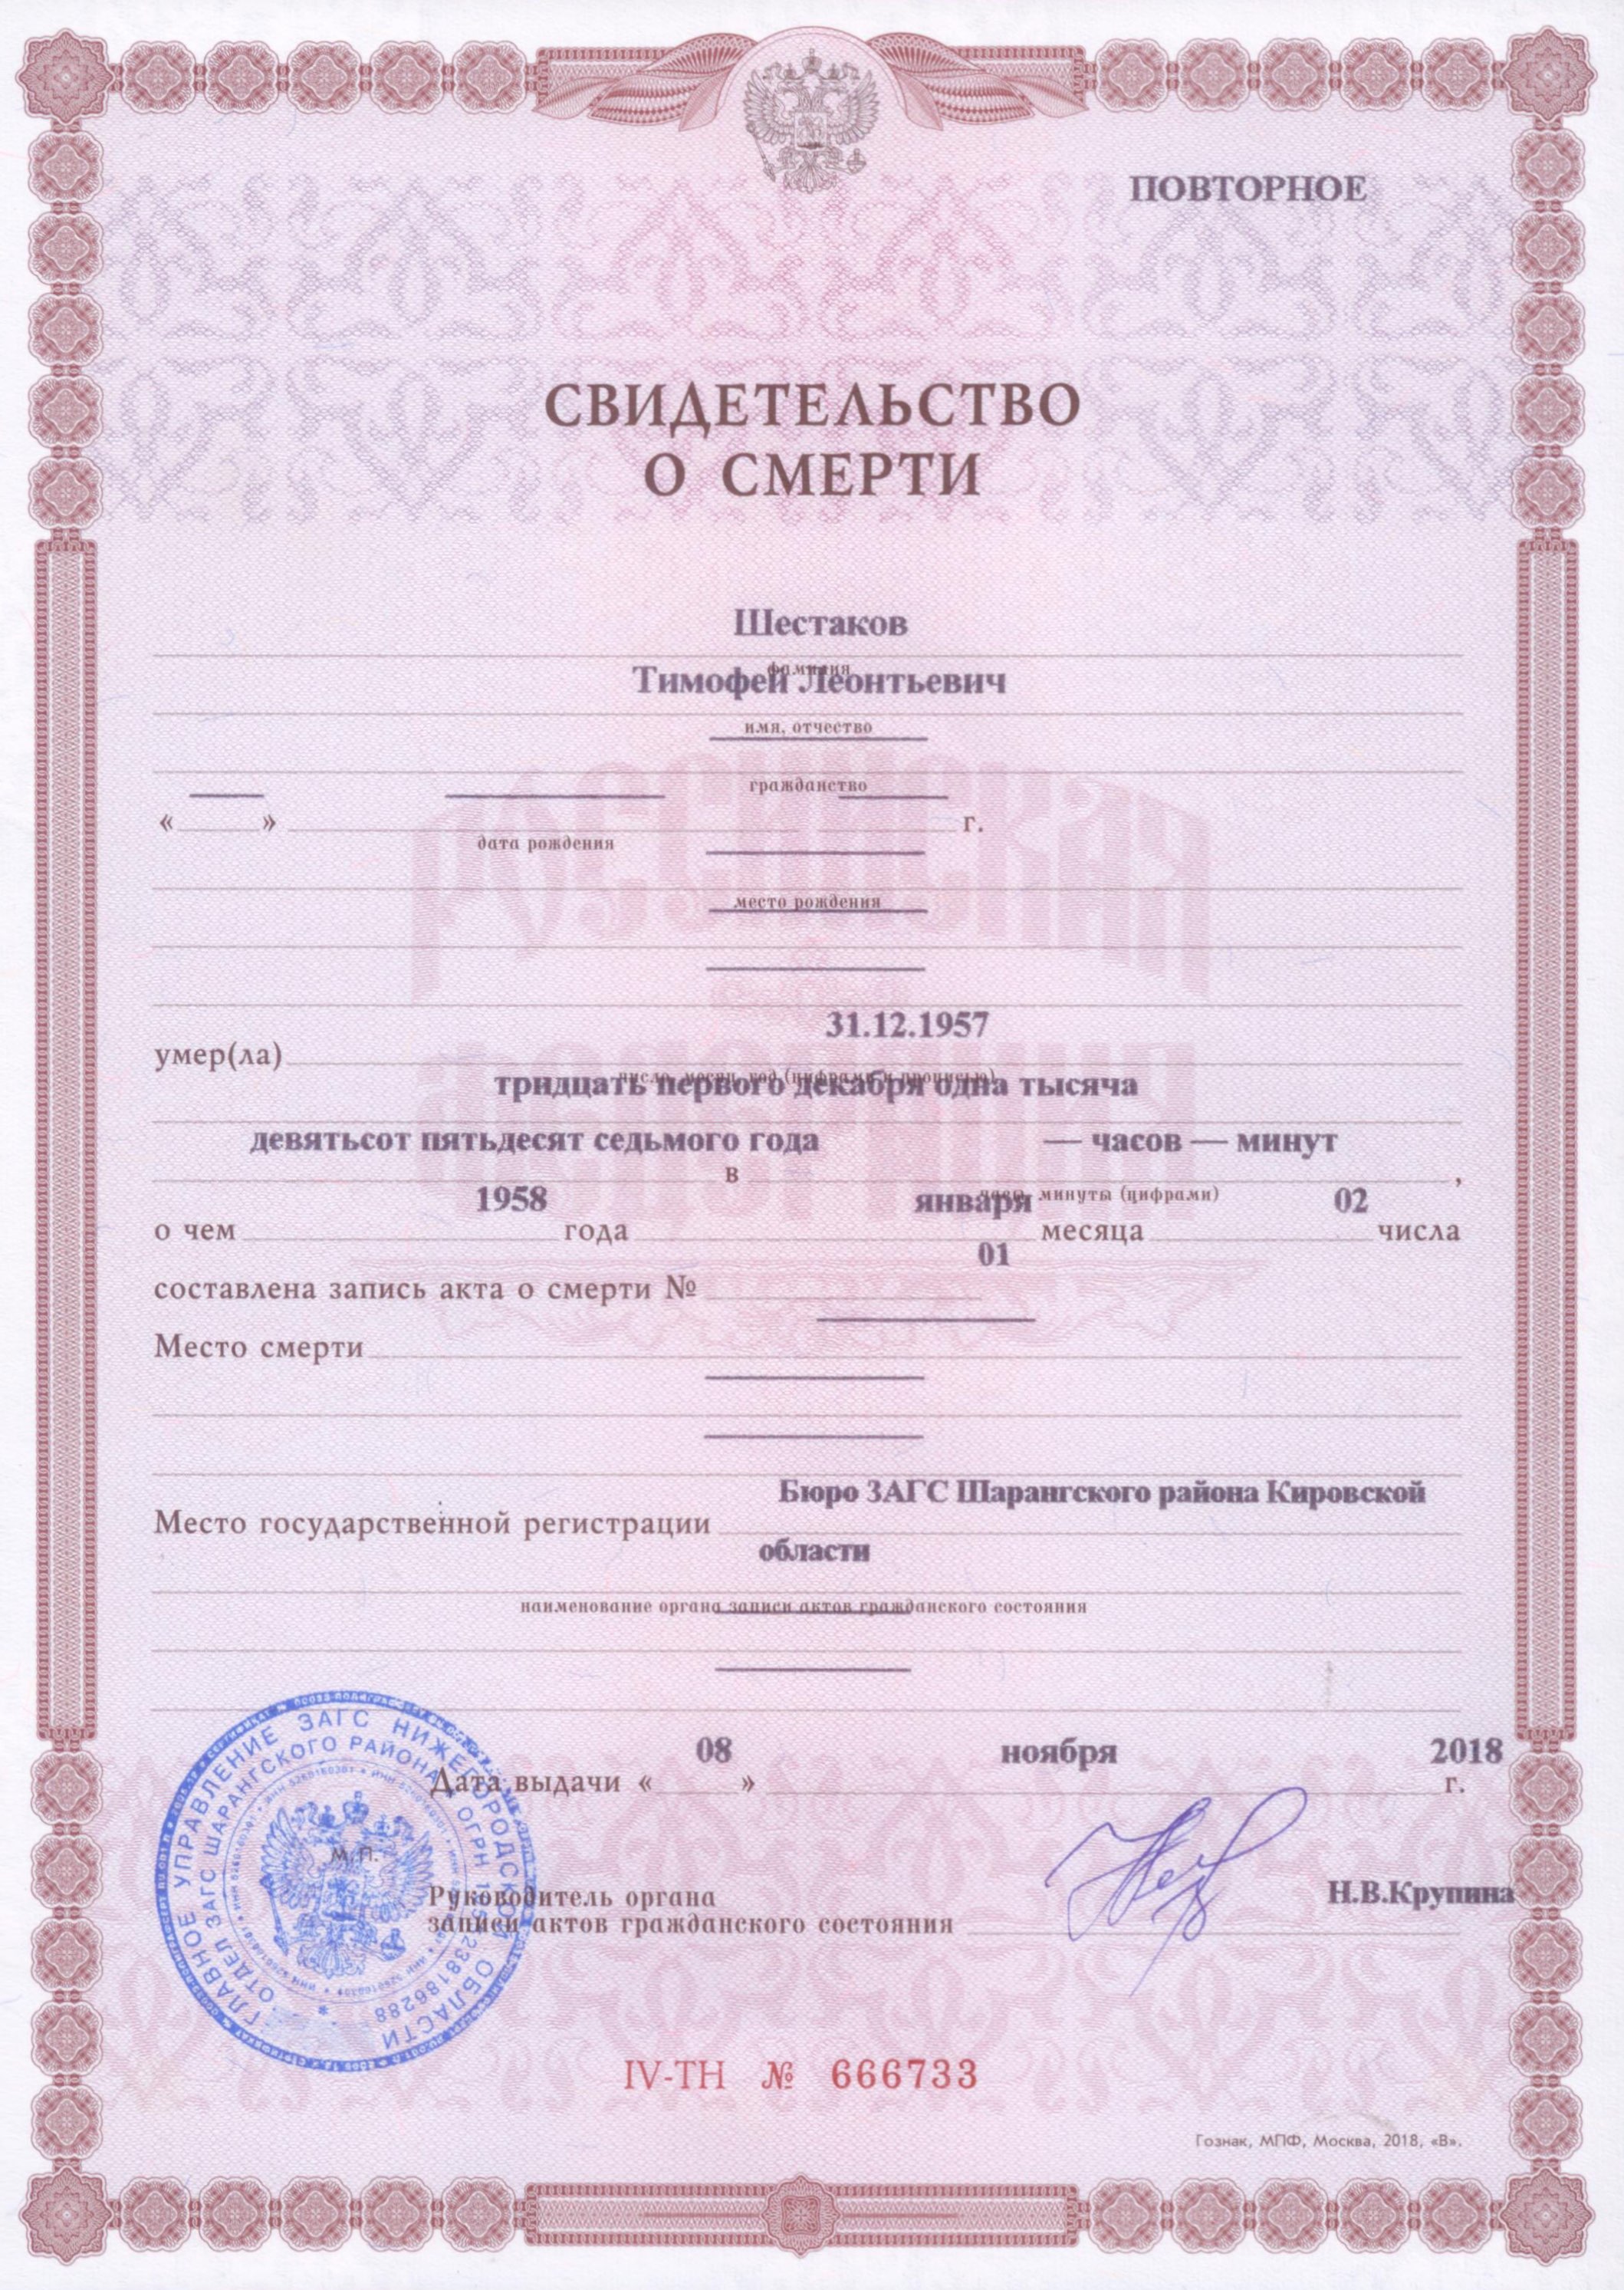 ПОВТОРНОЕ
СВИДЕТЕЛЬСТВО
О СМЕРТИ
Шестаков
фамилия
Тимофей Леонтьевич
имя, отчество
гражданство
« » г.
дата рождения
место рождения
31.12.1957
умер(ла)
число, месяц, год (цифрами и прописью)
тридцать первого декабря одна тысяча
девятьсот пятьдесят седьмого года — часов — минут
в ,
часов, минуты (цифрами)
1958 января 02
о чем года месяца числа
01
составлена запись акта о смерти №
Место смерти
Бюро ЗАГС Шарангского района Кировской
Место государственной регистрации
области
наименование органа записи актов гражданского состояния
08 ноября 2018
Дата выдачи « » г.
М.П.
Руководитель органа
записи актов гражданского состояния
Н.В.Крупина
ГЛАВНОЕ УПРАВЛЕНИЕ ЗАГС НИЖЕГОРОДСКОЙ ОБЛАСТИ
ОТДЕЛ ЗАГС ШАРАНГСКОГО РАЙОНА
IV-ТН № 666733
Гознак, МПФ, Москва, 2018, «В».
РОССИЙСКАЯ
ФЕДЕРАЦИЯ